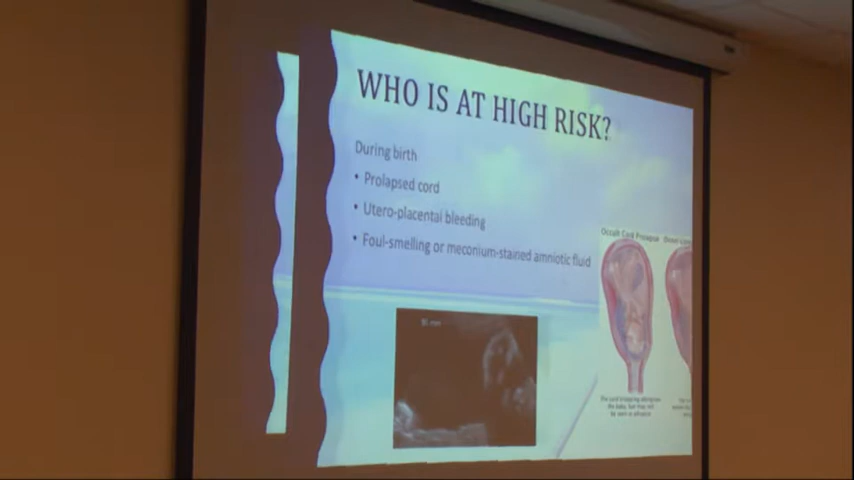 WHO IS AT HIGH RISK?
During birth
• Prolapsed cord
• Utero-placental bleeding
• Foul-smelling or meconium-stained amniotic fluid
Occult Cord Prolapse